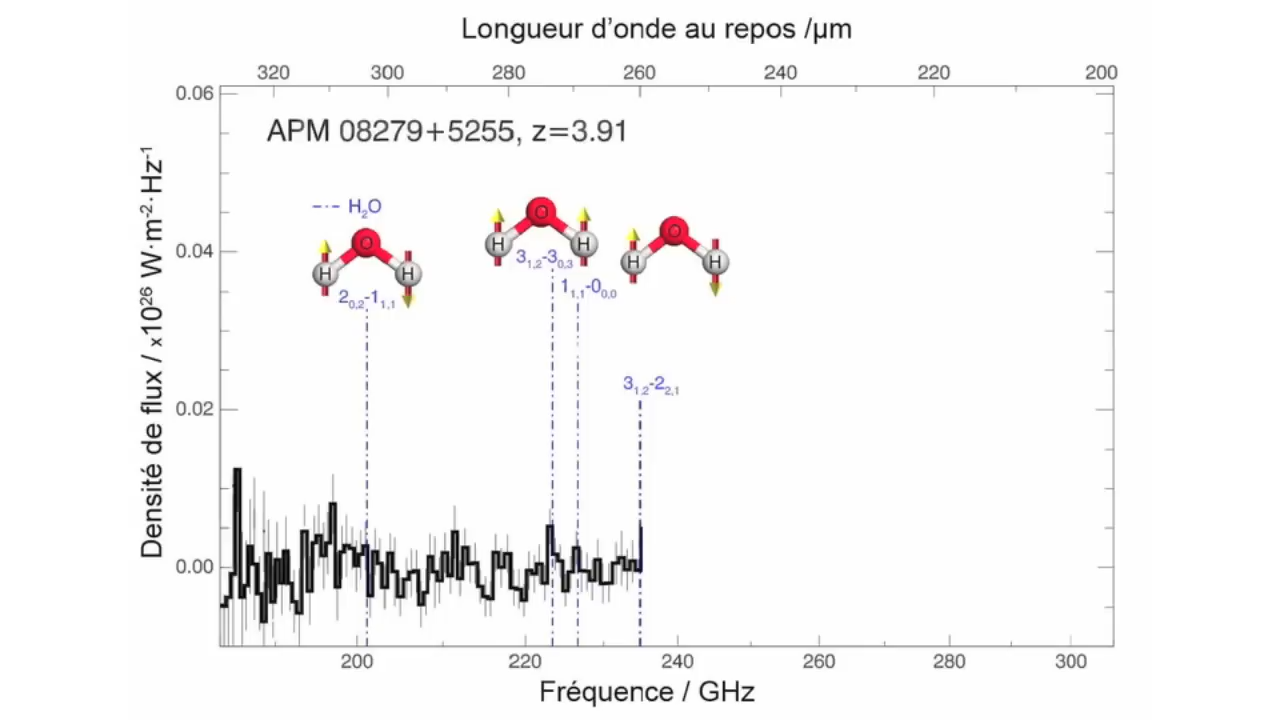 Longueur d’onde au repos /µm
320 300 280 260 240 220 200
0.06
APM 08279+5255, z=3.91
H₂O
O
H H
2₀,₂-1₁,₁
O
H H
3₁,₂-3₀,₃
1₁,₁-0₀,₀
O
H H
0.04
3₁,₂-2₂,₁
0.02
0.00
Densité de flux / x10²⁶ W·m⁻²·Hz⁻¹
200 220 240 260 280 300
Fréquence / GHz